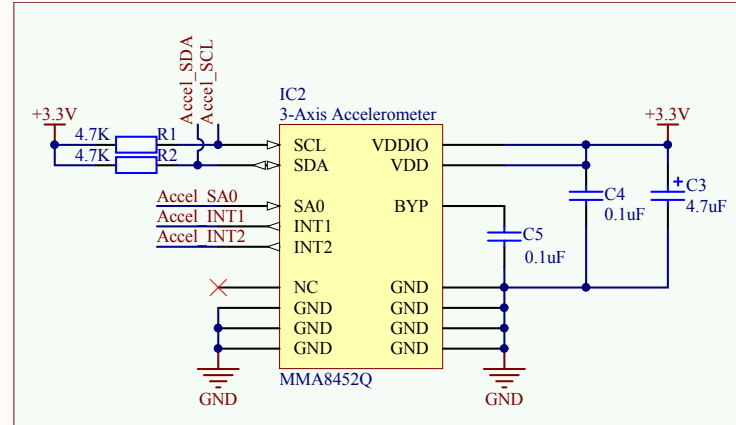 Accel_SDA
Accel_SCL
IC2
3-Axis Accelerometer
+3.3V
+3.3V
4.7K R1
4.7K R2
SCL VDDIO
SDA VDD
Accel_SA0
Accel_INT1
Accel_INT2
SA0 BYP
INT1
INT2
C5
0.1uF
C4
0.1uF
C3
4.7uF
+
NC GND
GND GND
GND GND
GND GND
MMA8452Q
GND
GND